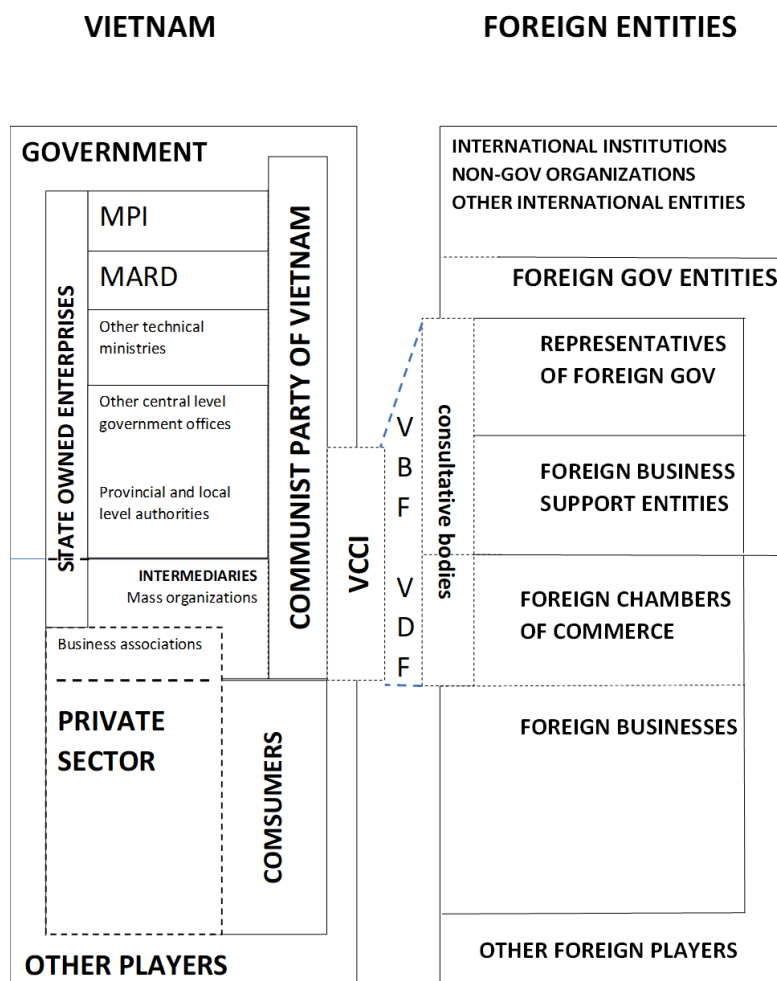 VIETNAM
FOREIGN ENTITIES
GOVERNMENT
MPI
MARD
Other technical
ministries
Other central level
government offices
Provincial and local
level authorities
STATE OWNED ENTERPRISES
COMMUNIST PARTY OF VIETNAM
INTERMEDIARIES
Mass organizations
Business associations
PRIVATE
SECTOR
COMSUMERS
OTHER PLAYERS
VCCI
VBF
VDF
consultative bodies
INTERNATIONAL INSTITUTIONS
NON-GOV ORGANIZATIONS
OTHER INTERNATIONAL ENTITIES
FOREIGN GOV ENTITIES
REPRESENTATIVES
OF FOREIGN GOV
FOREIGN BUSINESS
SUPPORT ENTITIES
FOREIGN CHAMBERS
OF COMMERCE
FOREIGN BUSINESSES
OTHER FOREIGN PLAYERS